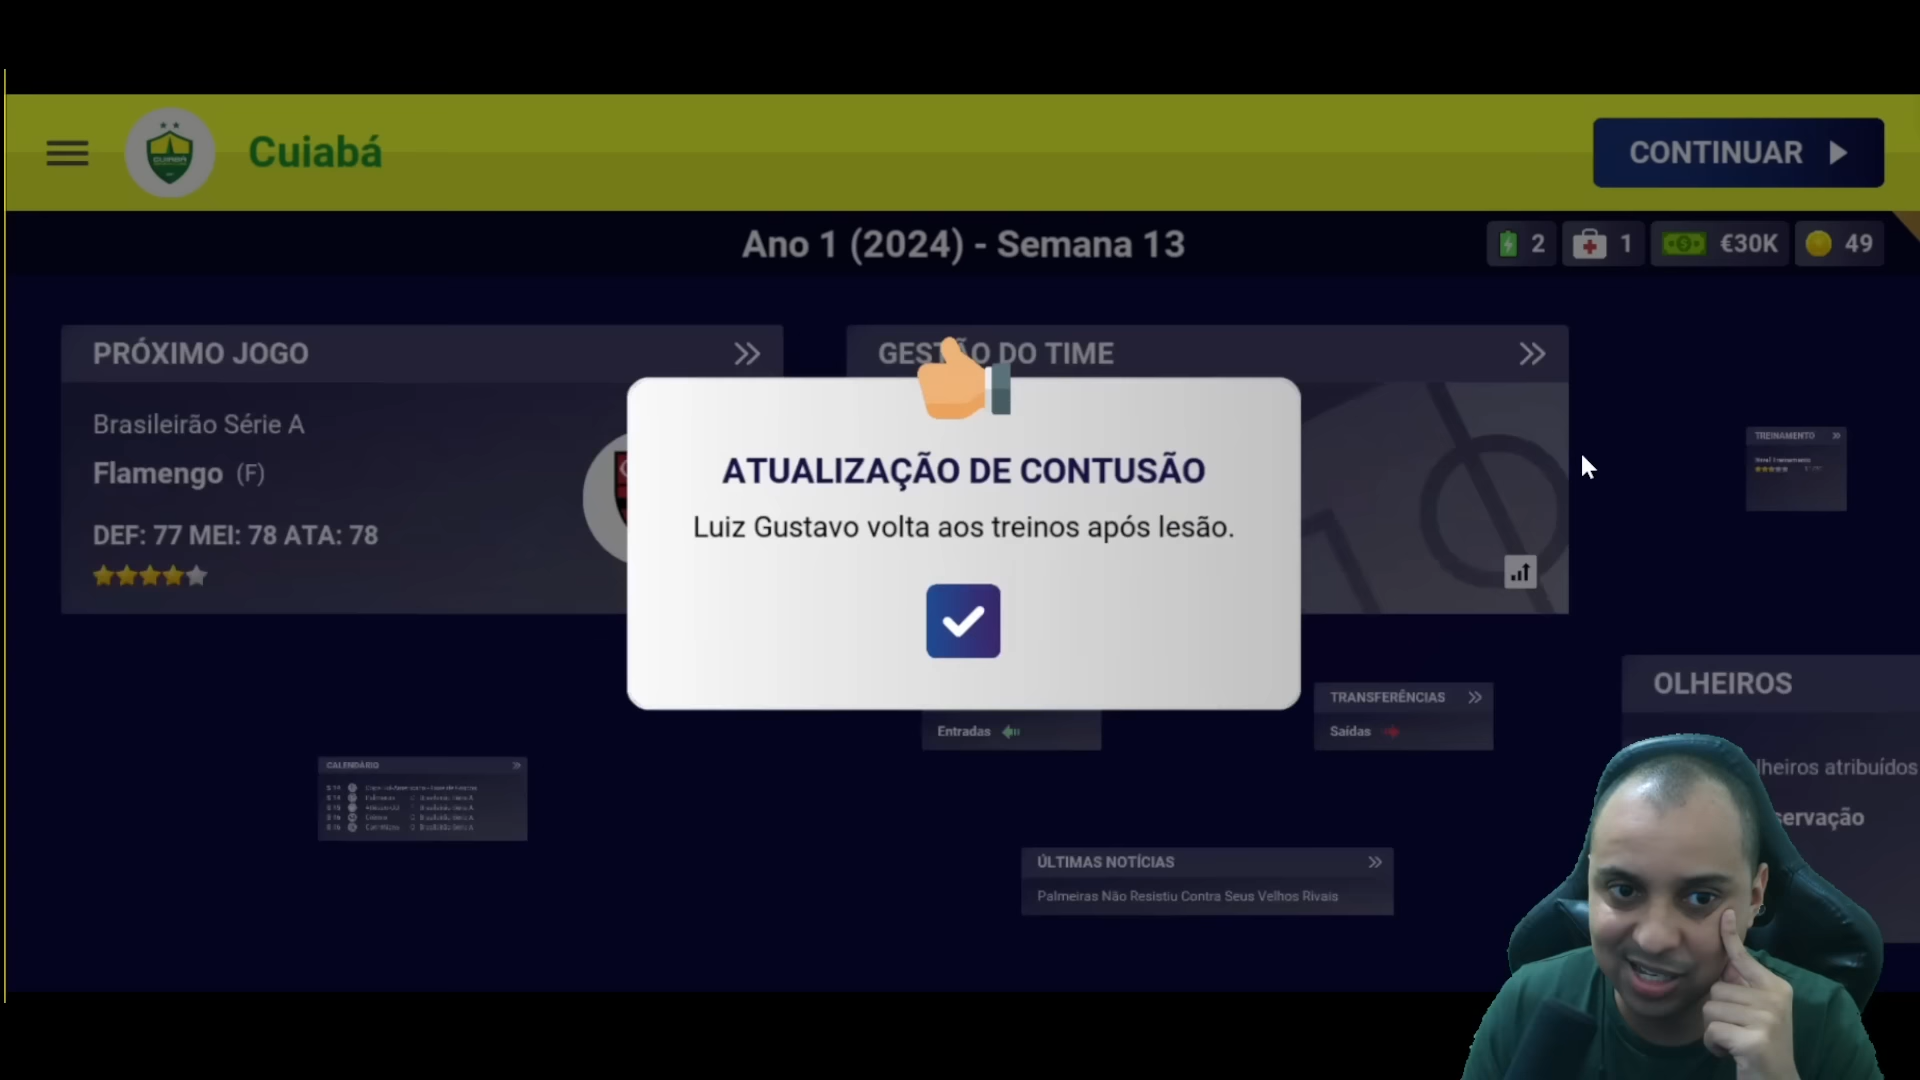 Cuiabá
CONTINUAR
Ano 1 (2024) - Semana 13
2
1
€30K
49
PRÓXIMO JOGO
Brasileirão Série A
Flamengo (F)
DEF: 77 MEI: 78 ATA: 78
GESTÃO DO TIME
ATUALIZAÇÃO DE CONTUSÃO
Luiz Gustavo volta aos treinos após lesão.
TREINAMENTO
Entradas
TRANSFERÊNCIAS
Saídas
OLHEIROS
lheiros atribuídos
servação
CALENDÁRIO
ÚLTIMAS NOTÍCIAS
Palmeiras Não Resistiu Contra Seus Velhos Rivais